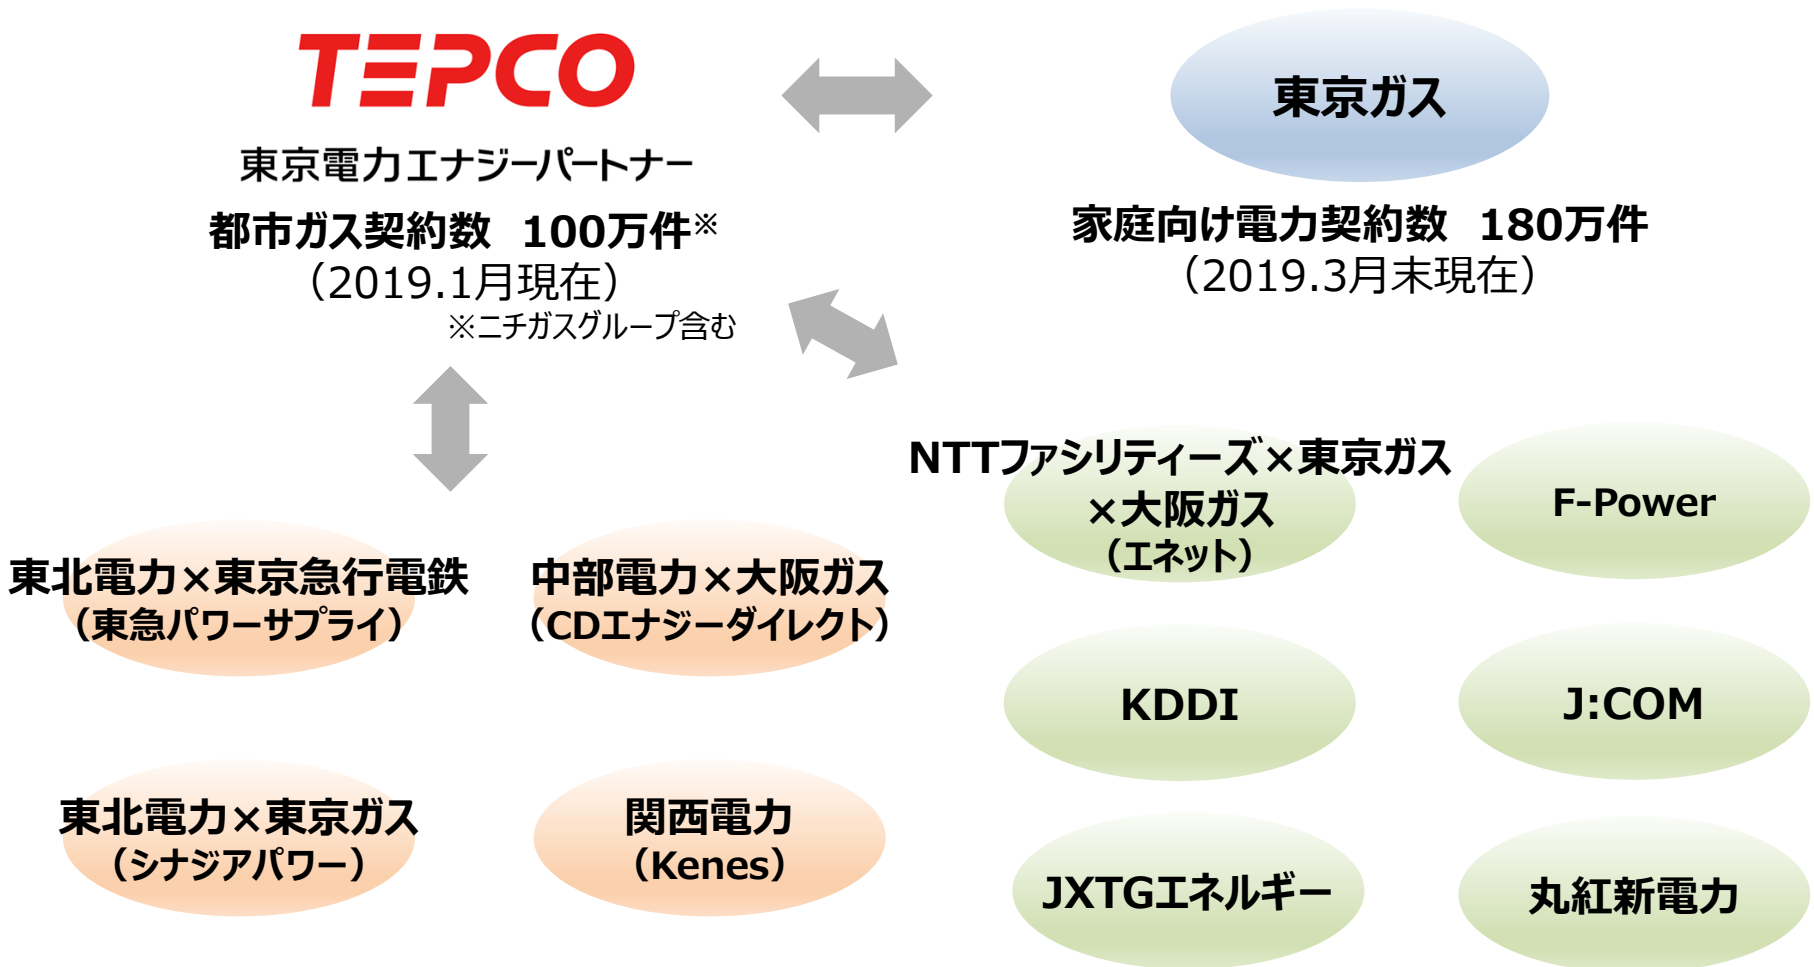 TEPCO
東京電力エナジーパートナー
都市ガス契約数 100万件※
（2019.1月現在）
※ニチガスグループ含む
東京ガス
家庭向け電力契約数 180万件
（2019.3月末現在）
東北電力×東京急行電鉄
（東急パワーサプライ）
中部電力×大阪ガス
（CDエナジーダイレクト）
東北電力×東京ガス
（シナジアパワー）
関西電力
（Kenes）
NTTファシリティーズ×東京ガス
×大阪ガス
（エネット）
F-Power
KDDI
J:COM
JXTGエネルギー
丸紅新電力